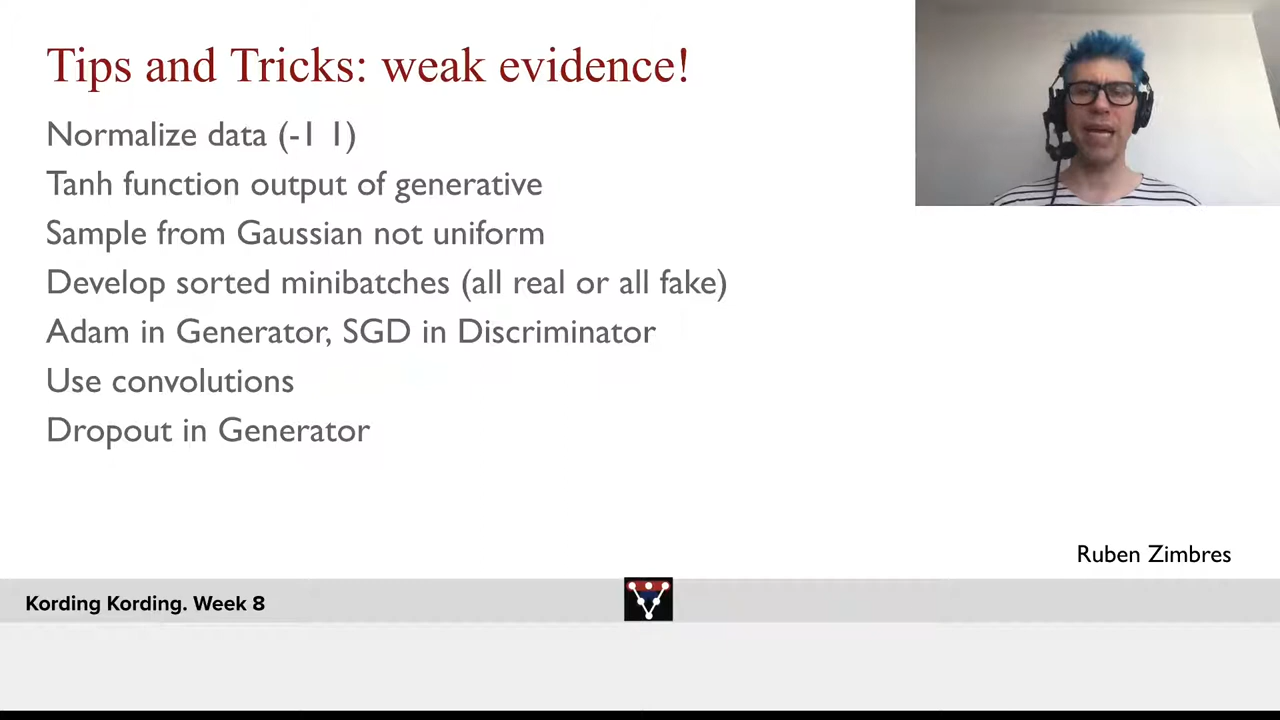 Tips and Tricks: weak evidence!
Normalize data (-1 1)
Tanh function output of generative
Sample from Gaussian not uniform
Develop sorted minibatches (all real or all fake)
Adam in Generator, SGD in Discriminator
Use convolutions
Dropout in Generator
Ruben Zimbres
Kording Kording. Week 8